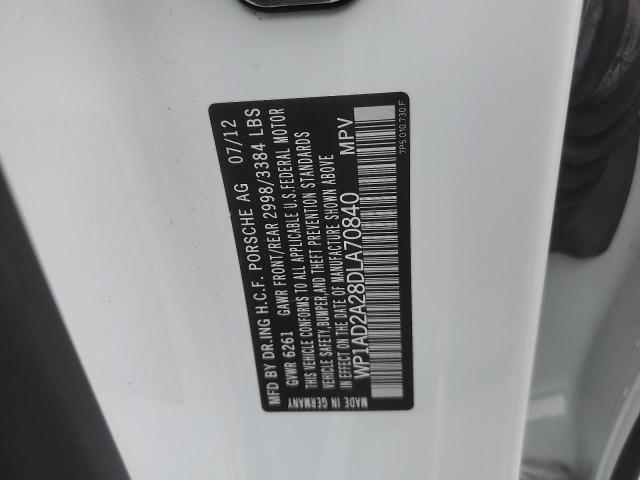 MFD BY DR.ING H.C.F. PORSCHE AG 07/12
GVWR 6261 GAWR FRONT/REAR 2998/3384 LBS
THIS VEHICLE CONFORMS TO ALL APPLICABLE U.S.FEDERAL MOTOR
VEHICLE SAFETY,BUMPER,AND THEFT PREVENTION STANDARDS
IN EFFECT ON THE DATE OF MANUFACTURE SHOWN ABOVE
WP1AD2A28DLA70840 MPV
MADE IN GERMANY
7P5.010.730.F